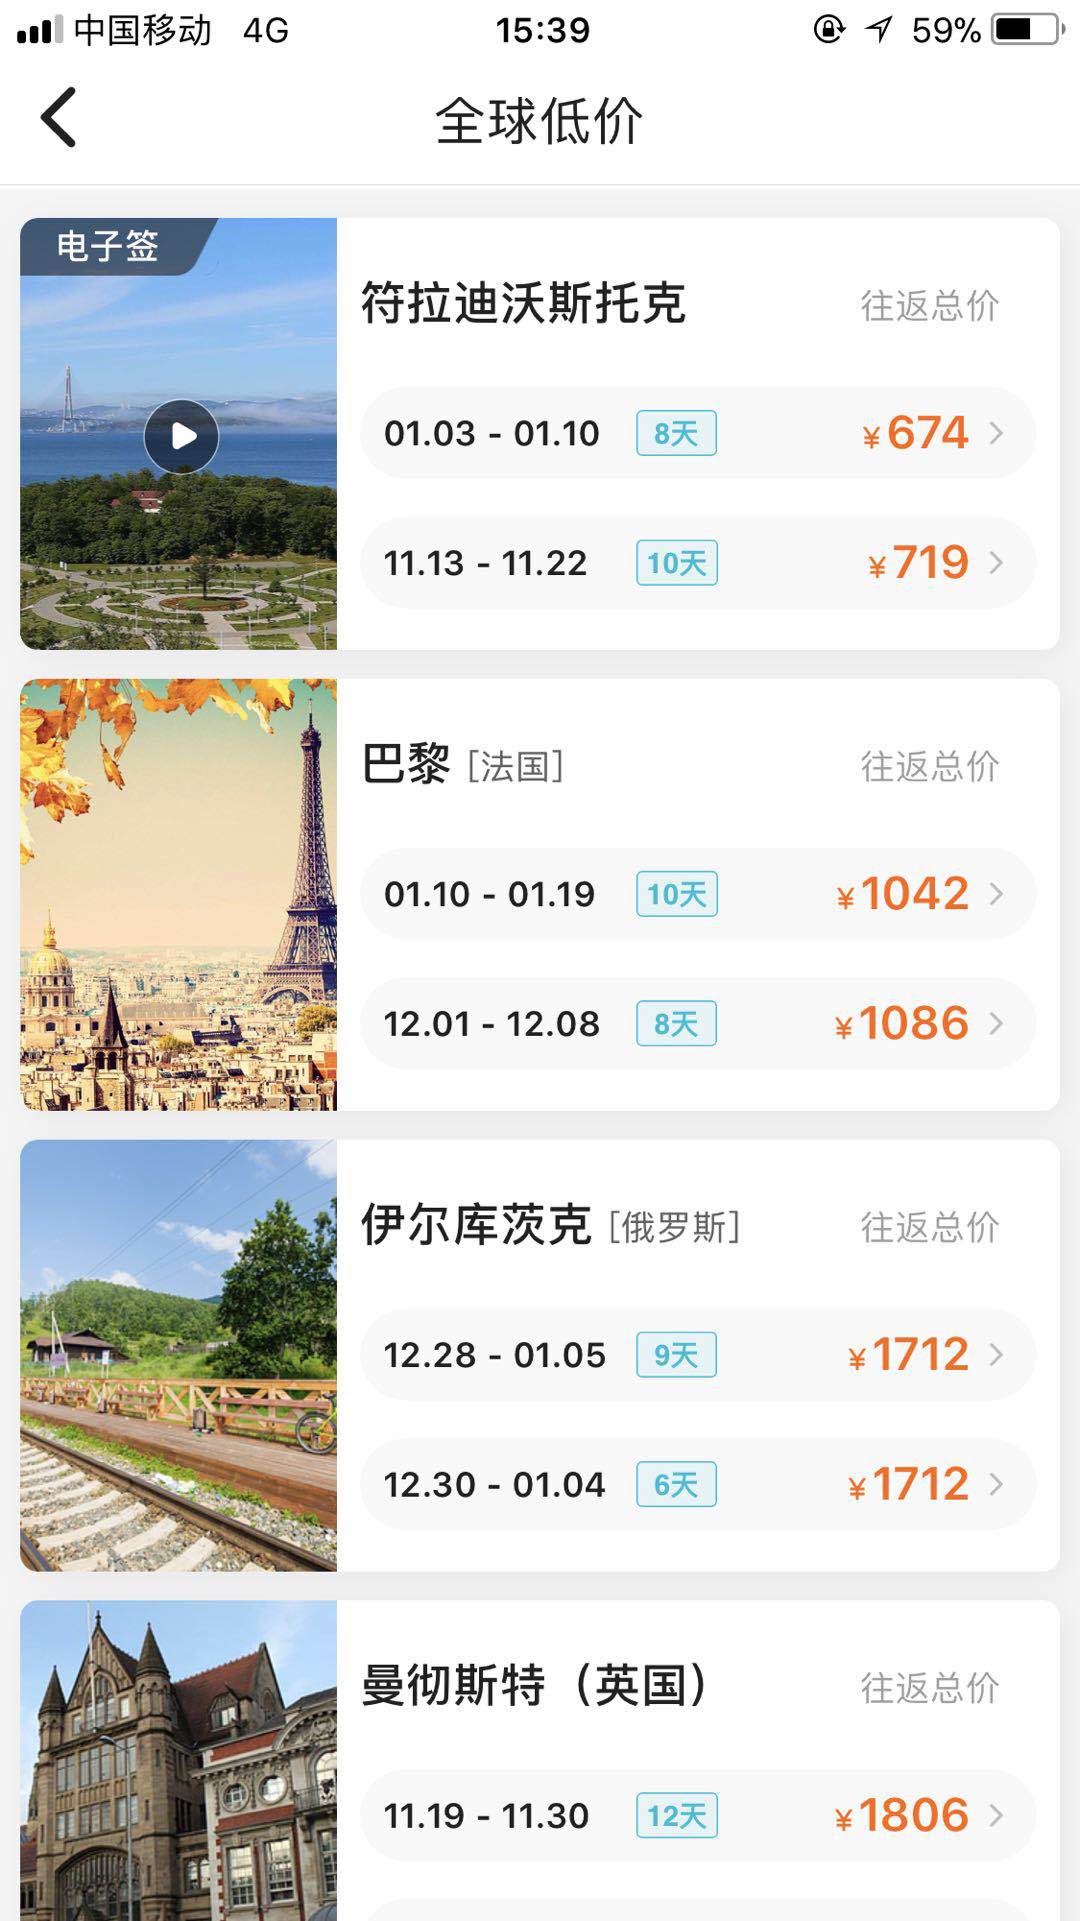 中国移动 4G 15:39 59%
全球低价
电子签
符拉迪沃斯托克 往返总价
01.03 - 01.10 8天 ¥674
11.13 - 11.22 10天 ¥719
巴黎 [法国] 往返总价
01.10 - 01.19 10天 ¥1042
12.01 - 12.08 8天 ¥1086
伊尔库茨克 [俄罗斯] 往返总价
12.28 - 01.05 9天 ¥1712
12.30 - 01.04 6天 ¥1712
曼彻斯特（英国） 往返总价
11.19 - 11.30 12天 ¥1806